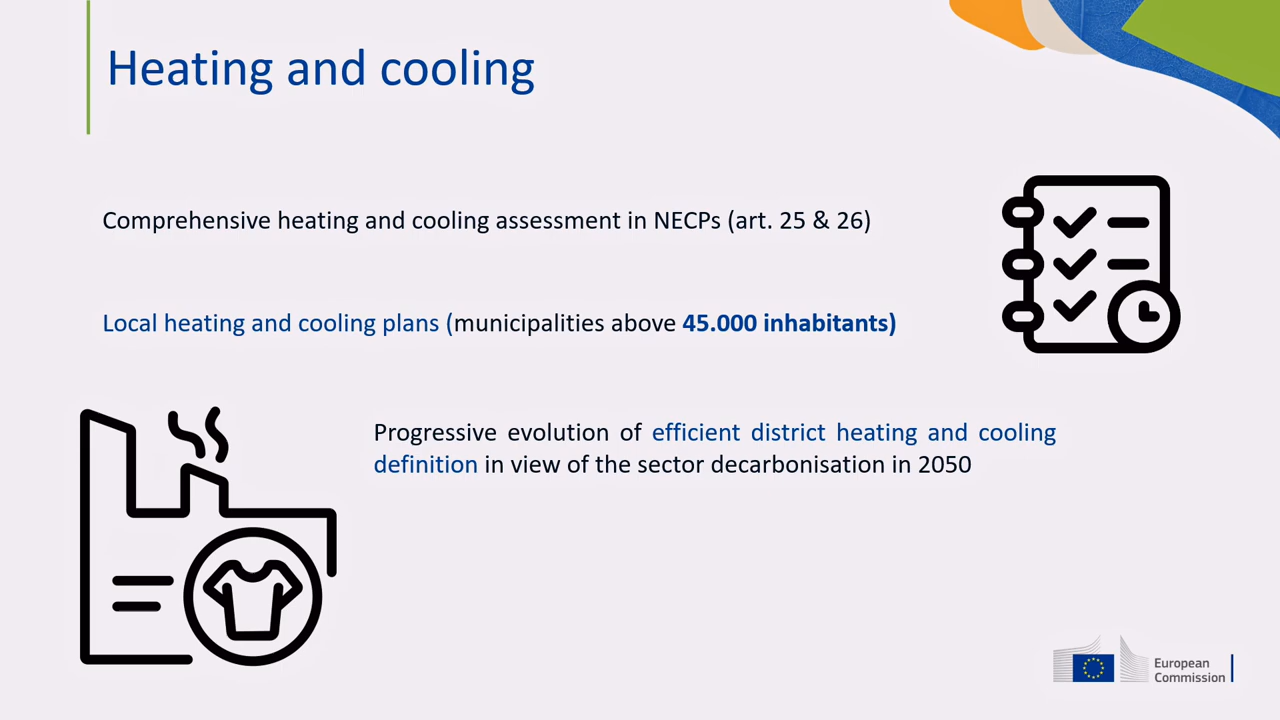 Heating and cooling
Comprehensive heating and cooling assessment in NECPs (art. 25 & 26)
Local heating and cooling plans (municipalities above 45.000 inhabitants)
Progressive evolution of efficient district heating and cooling
definition in view of the sector decarbonisation in 2050
European
Commission